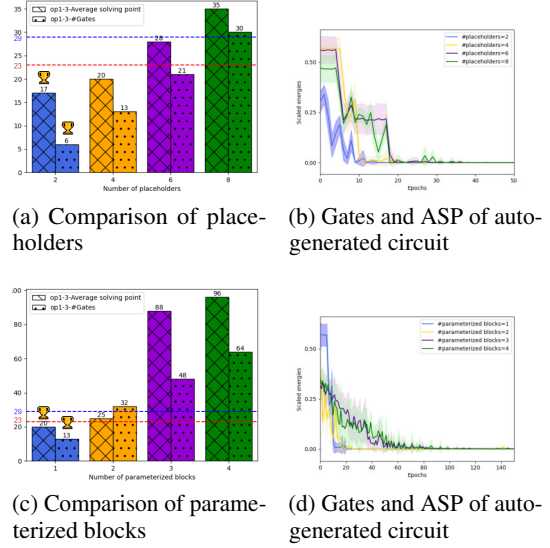 op1-3-Average solving point
op1-3-#Gates
35
30
29
28
23
21
20
17
13
6
35
30
25
20
15
10
5
0
2 4 6 8
Number of placeholders
(a) Comparison of place-
holders
#placeholders=2
#placeholders=4
#placeholders=6
#placeholders=8
Scaled energies
0.50
0.25
0.00
0 10 20 30 40 50
Epochs
(b) Gates and ASP of auto-
generated circuit
op1-3-Average solving point
op1-3-#Gates
96
88
64
48
32
29
25
23
20
13
80
60
40
20
0
1 2 3 4
Number of parameterized blocks
(c) Comparison of parame-
terized blocks
#parameterized blocks=1
#parameterized blocks=2
#parameterized blocks=3
#parameterized blocks=4
Scaled energies
0.50
0.25
0.00
0 20 40 60 80 100 120 140
Epochs
(d) Gates and ASP of auto-
generated circuit